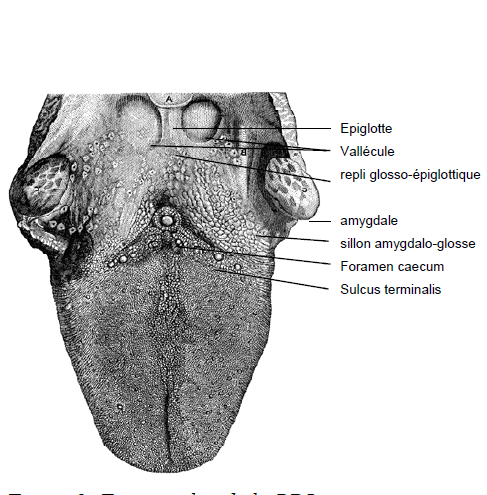 A
Epiglotte
Vallécule
repli glosso-épiglottique
B
amygdale
sillon amygdalo-glosse
Foramen caecum
Sulcus terminalis